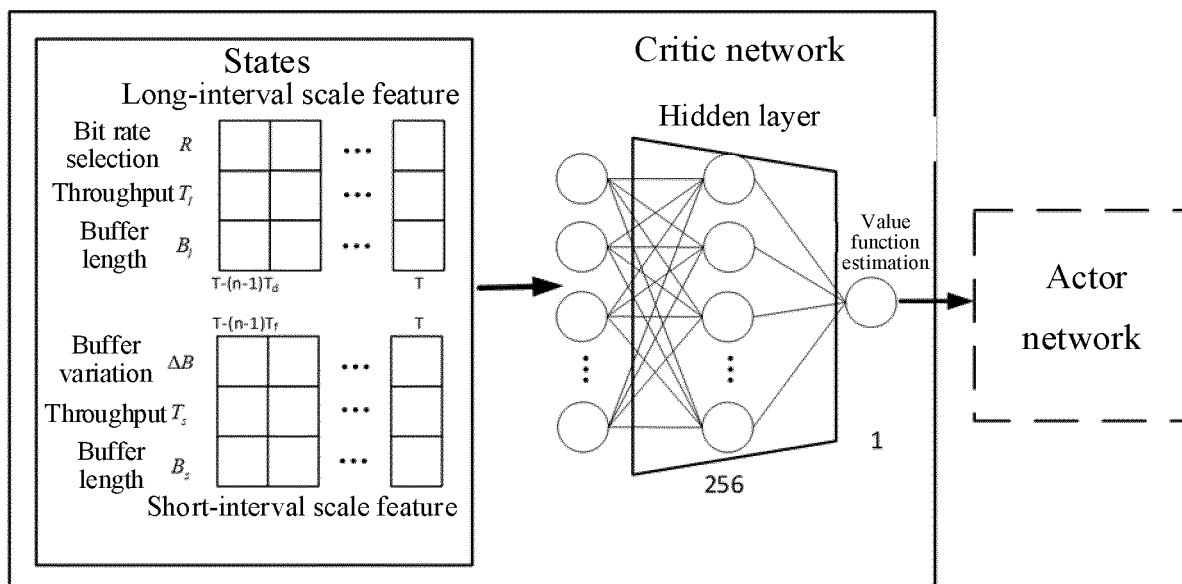 States
Long-interval scale feature
Bit rate
selection R
Throughput T_l
Buffer
length B_l
T-(n-1)T_d T
T-(n-1)T_f T
Buffer
variation ΔB
Throughput T_s
Buffer
length B_s
Short-interval scale feature
Critic network
Hidden layer
Value
function
estimation
256
1
Actor
network